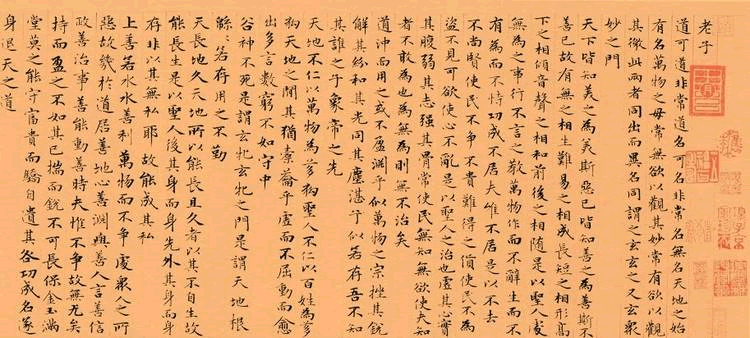 老子
道可道非常道名可名非常名無名天地之始
有名萬物之母常無欲以觀其妙常有欲以觀
其徼此兩者同出而異名同謂之玄玄之又玄衆
妙之門
天下皆知美之為美斯惡已皆知善之為善斯不
善已故有無之相生難易之相成長短之相形高
下之相傾音聲之相和前後之相隨是以聖人處
無為之事行不言之教萬物作而不辭生而不
有為而不恃功成不居夫惟不居是以不去
不尚賢使民不爭不貴難得之貨使民不為
盜不見可欲使心不亂是以聖人之治也虛其心實
其腹弱其志強其骨常使民無知無欲使夫知
者不敢為也為無為則無不治矣
道沖而用之或不盈淵乎似萬物之宗挫其銳
解其紛和其光同其塵湛乎似若存吾不知
其誰之子象帝之先
天地不仁以萬物為芻狗聖人不仁以百姓為芻
狗天地之間其猶橐籥乎虛而不屈動而愈
出多言數窮不如守中
谷神不死是謂玄牝玄牝之門是謂天地根
綿綿若存用之不勤
天長地久天地所以能長且久者以其不自生故
能長生是以聖人後其身而身先外其身而身
存非以其無私耶故能成其私
上善若水水善利萬物而不爭處衆人之所
惡故幾於道居善地心善淵與善人言善信
政善治事善能動善時夫惟不爭故無尤矣
持而盈之不如其已揣而銳不可長保金玉滿
堂莫之能守富貴而驕自遺其咎功成名遂
身退天之道